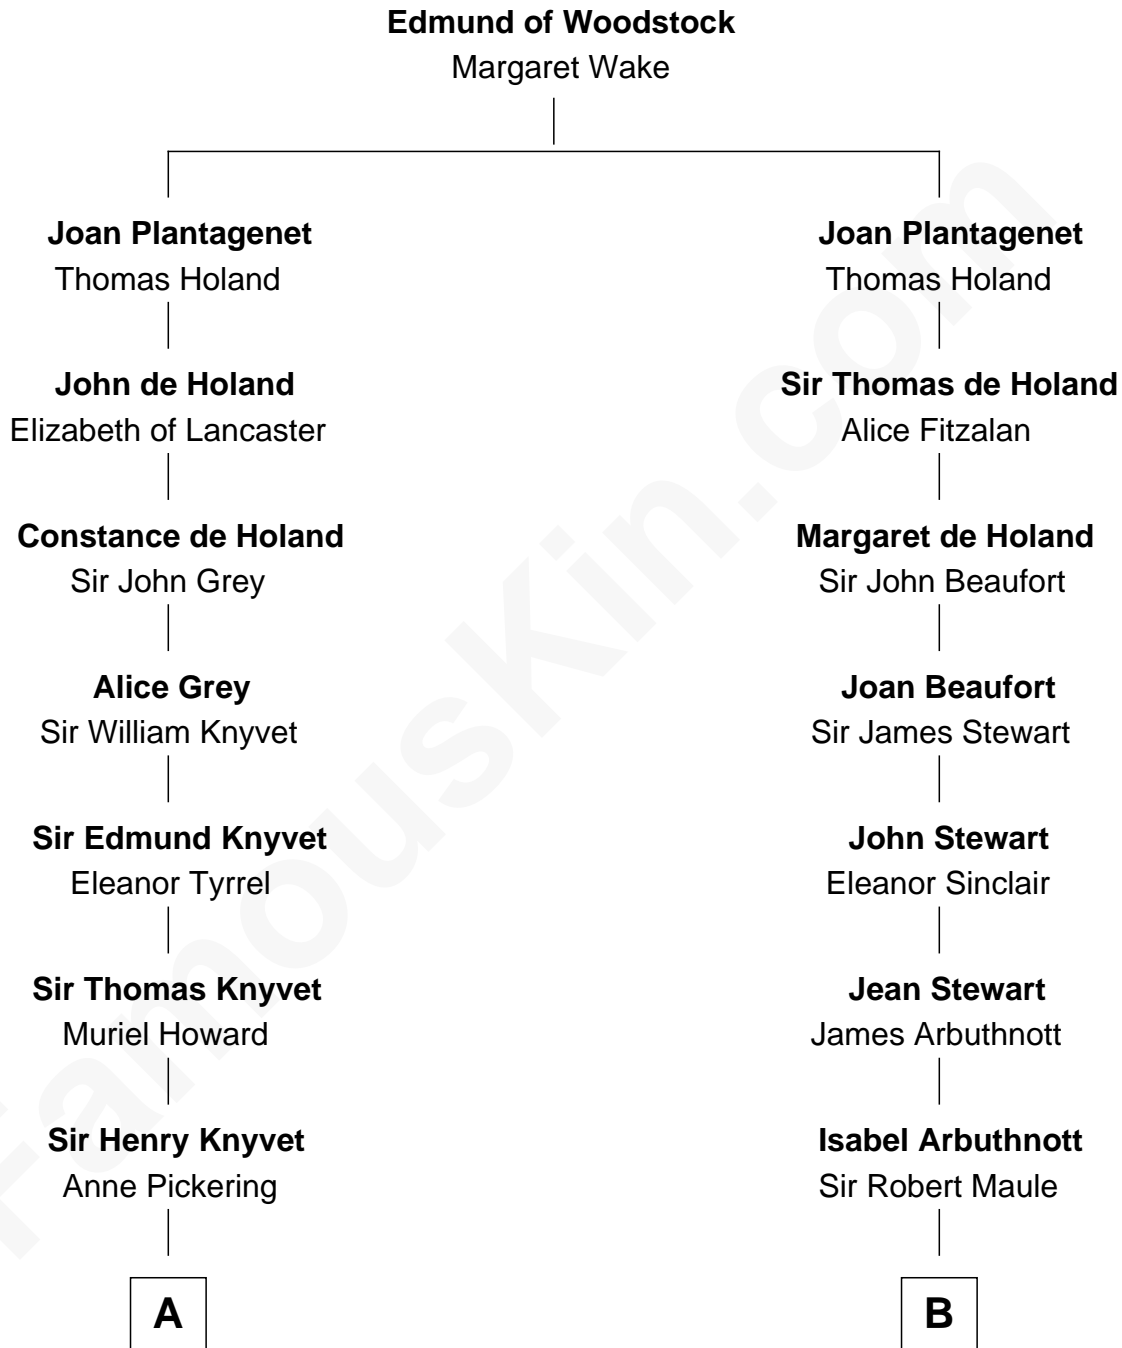 Edmund of Woodstock
Margaret Wake
Joan Plantagenet
Thomas Holand
Joan Plantagenet
Thomas Holand
John de Holand
Elizabeth of Lancaster
Sir Thomas de Holand
Alice Fitzalan
Constance de Holand
Sir John Grey
Margaret de Holand
Sir John Beaufort
Alice Grey
Sir William Knyvet
Joan Beaufort
Sir James Stewart
Sir Edmund Knyvet
Eleanor Tyrrel
John Stewart
Eleanor Sinclair
Sir Thomas Knyvet
Muriel Howard
Jean Stewart
James Arbuthnott
Sir Henry Knyvet
Anne Pickering
Isabel Arbuthnott
Sir Robert Maule
A
B
FamousKin.com